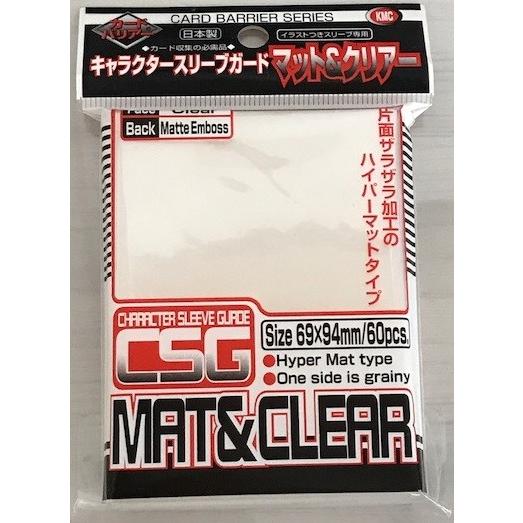 カード
バリアー
CARD BARRIER SERIES
KMC
日本製
イラストつきスリーブ専用
●カード収集の必需品●
キャラクタースリーブガード マット&クリアー
Face Clear
Back Matte Emboss
片面ザラザラ加工の
ハイパーマットタイプ
CHARACTER SLEEVE GUADE
CSG
Size 69×94mm/60pcs.
●Hyper Mat type
●One side is grainy
MAT&CLEAR